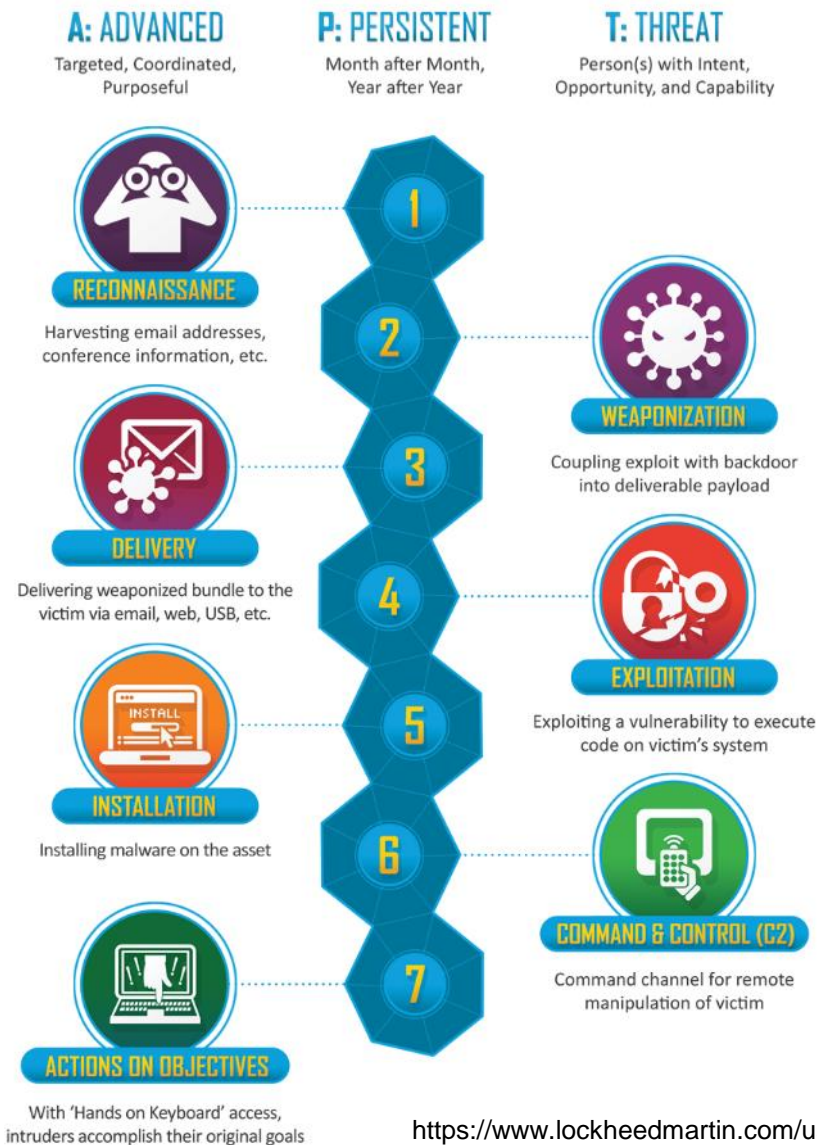 A: ADVANCED
Targeted, Coordinated,
Purposeful
P: PERSISTENT
Month after Month,
Year after Year
T: THREAT
Person(s) with Intent,
Opportunity, and Capability
1
RECONNAISSANCE
Harvesting email addresses,
conference information, etc.
2
WEAPONIZATION
Coupling exploit with backdoor
into deliverable payload
3
DELIVERY
Delivering weaponized bundle to the
victim via email, web, USB, etc.
4
EXPLOITATION
Exploiting a vulnerability to execute
code on victim's system
5
INSTALL
INSTALLATION
Installing malware on the asset
6
COMMAND & CONTROL (C2)
Command channel for remote
manipulation of victim
7
ACTIONS ON OBJECTIVES
With 'Hands on Keyboard' access,
intruders accomplish their original goals
https://www.lockheedmartin.com/u